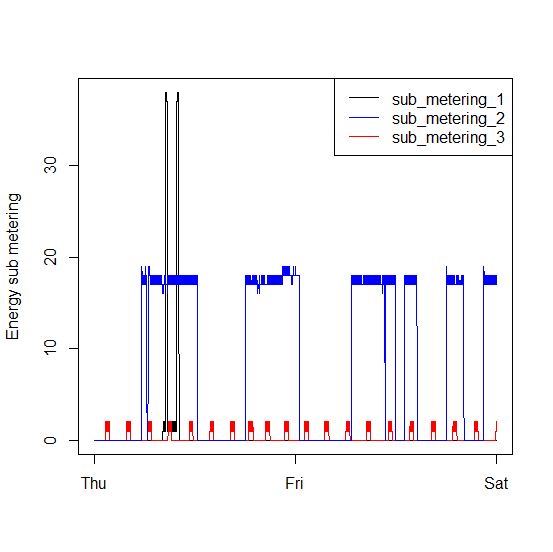 sub_metering_1
sub_metering_2
sub_metering_3
Energy sub metering
30
20
10
0
Thu Fri Sat